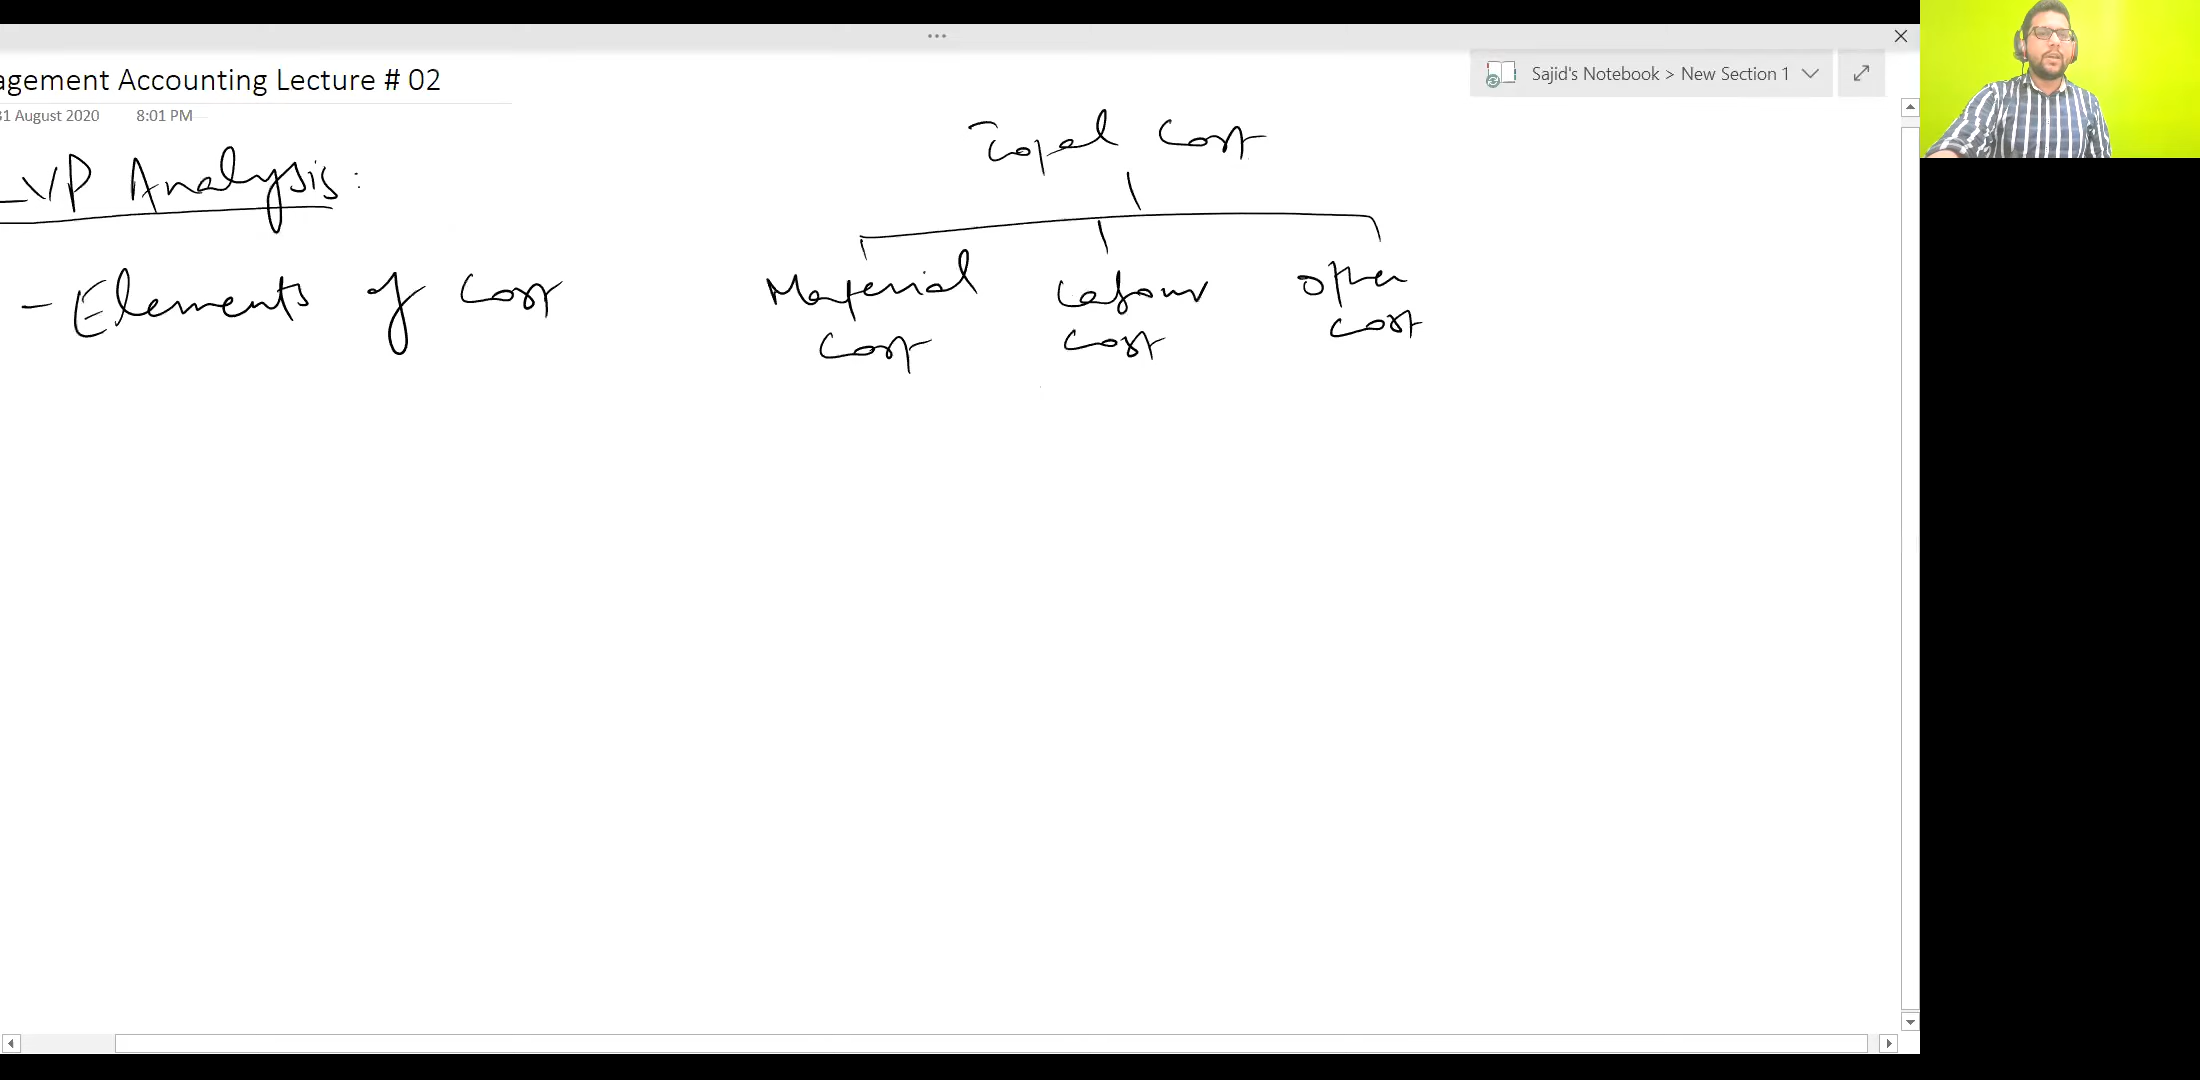 agement Accounting Lecture # 02
Sajid's Notebook > New Section 1
31 August 2020 8:01 PM
VP Analysis:
- Elements of Cost
Total Cost
Material Labour Other
Cost Cost Cost